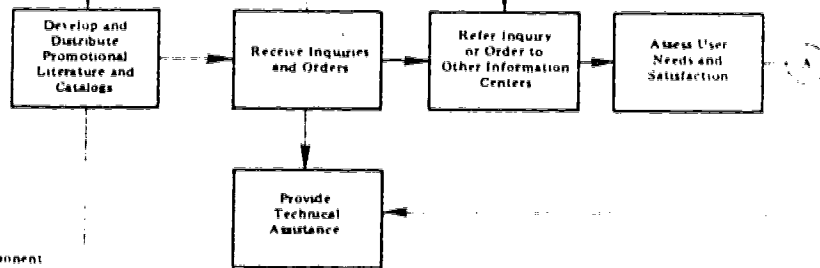 Develop and
Distribute
Promotional
Literature and
Catalogs
Receive Inquiries
and Orders
Refer Inquiry
or Order to
Other Information
Centers
Assess User
Needs and
Satisfaction
A
Provide
Technical
Assistance
ponent